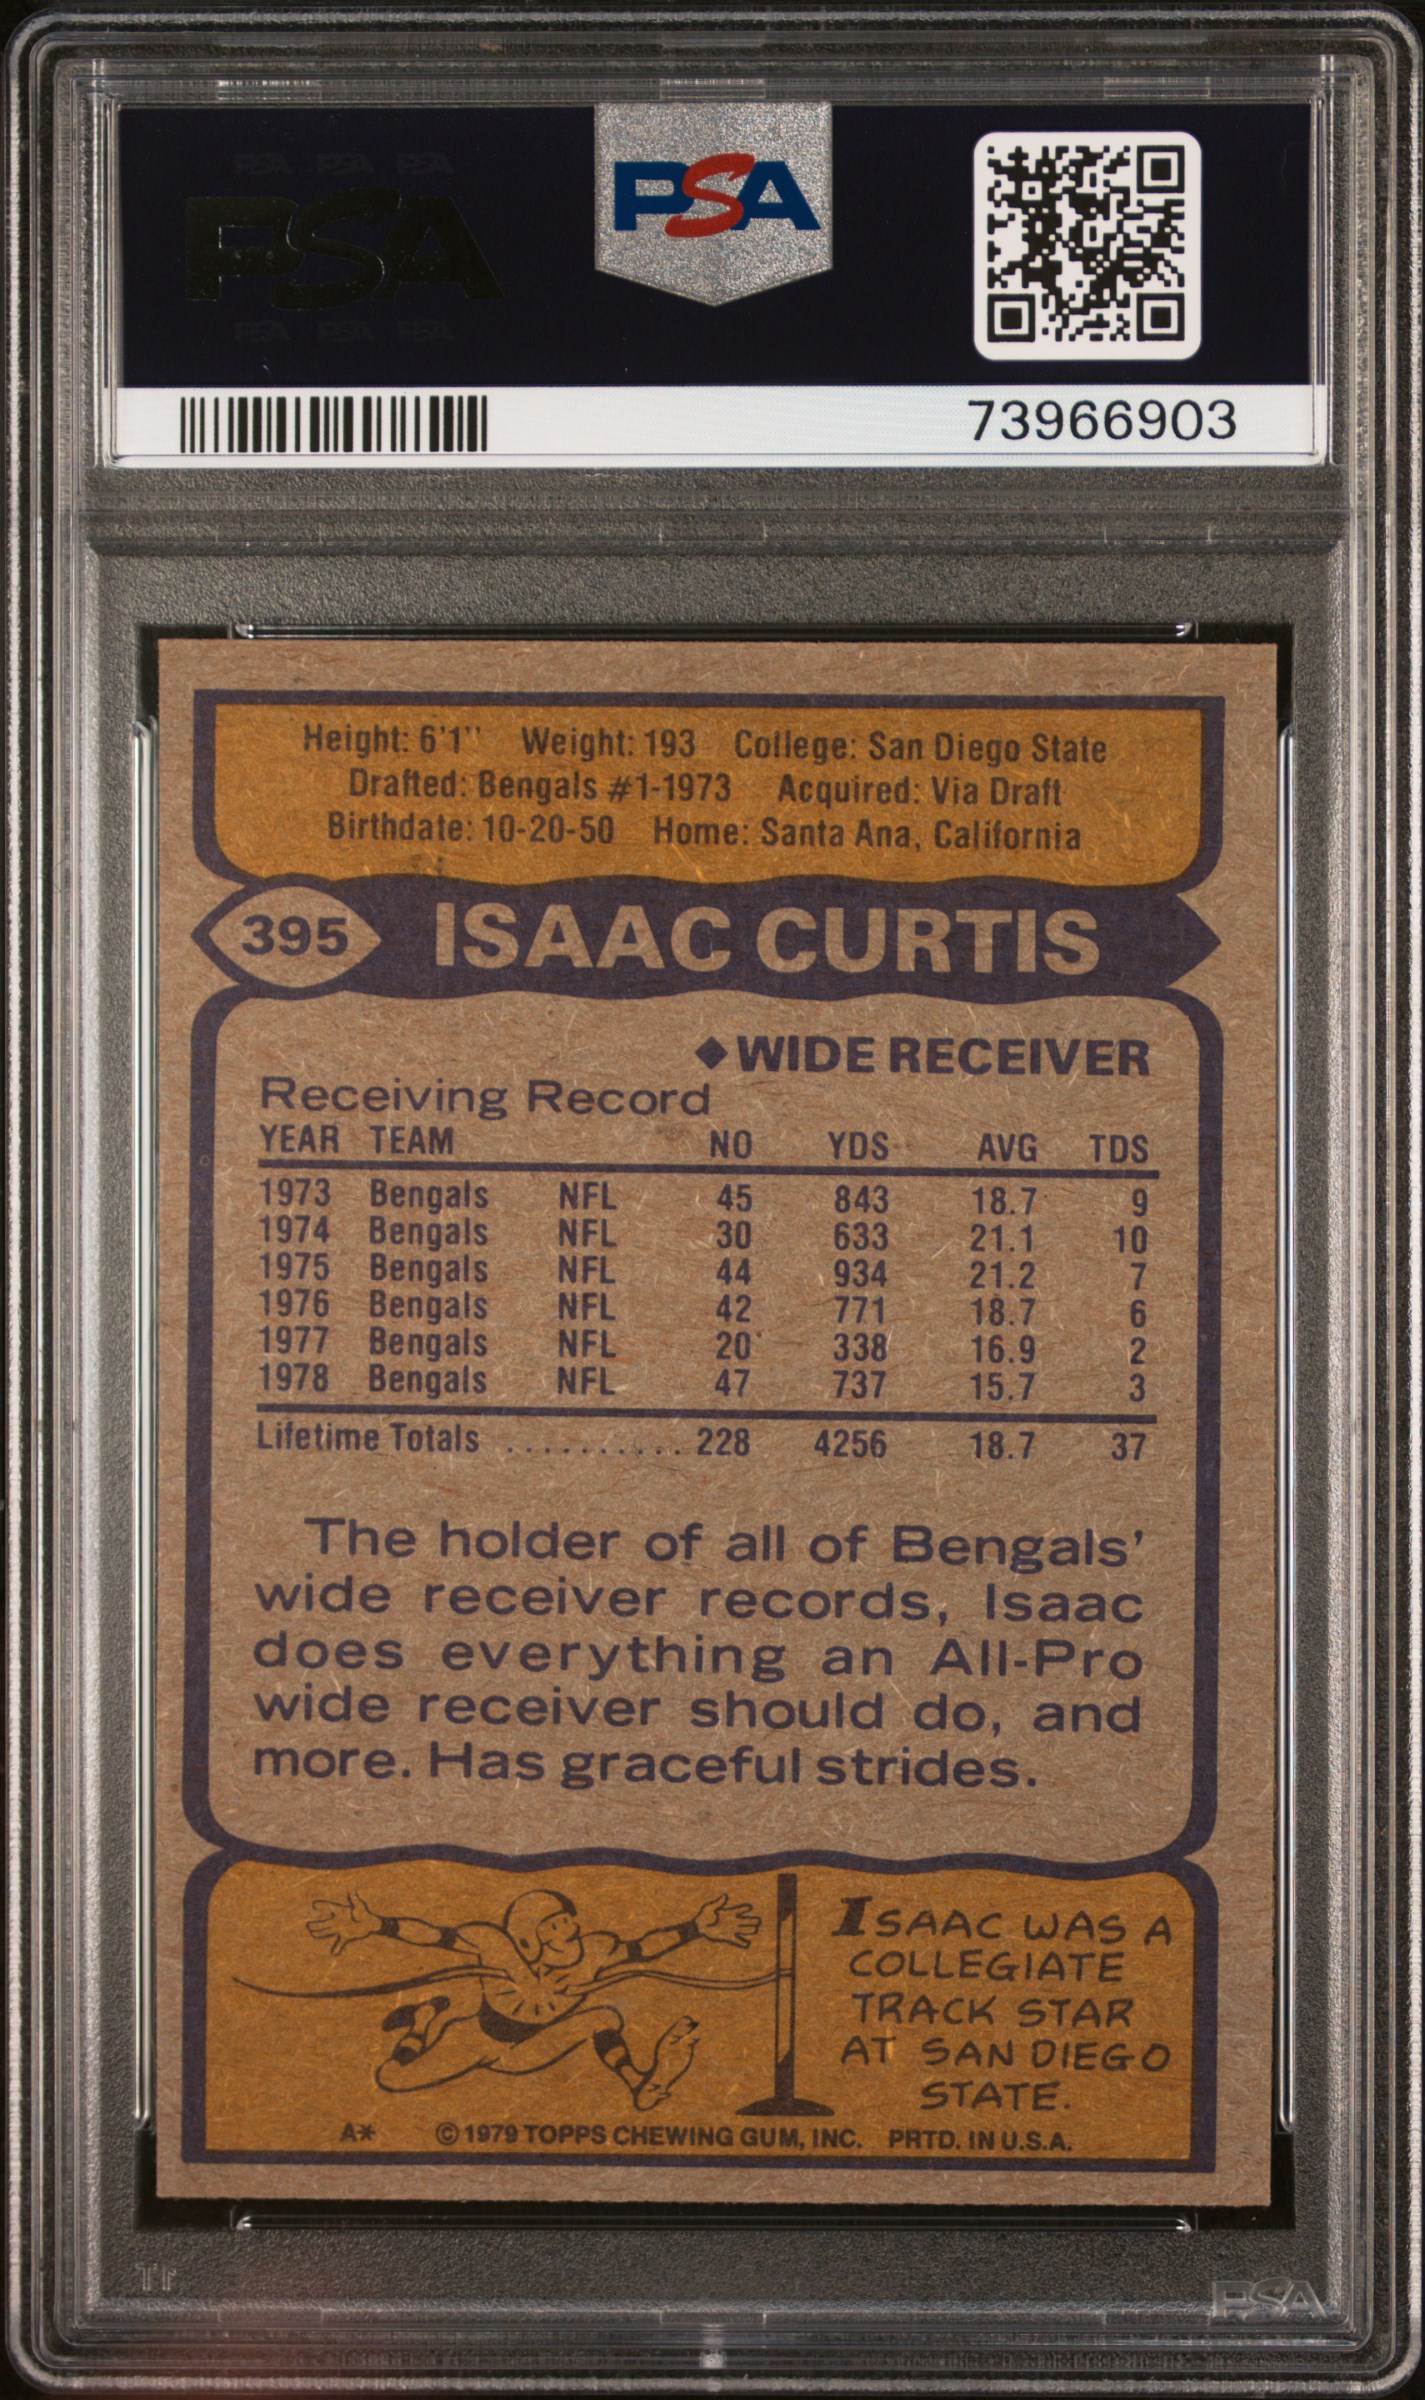 PSA PSA PSA
PSA
PSA PSA PSA
PSA
73966903
Height: 6'1" Weight: 193 College: San Diego State
Drafted: Bengals #1-1973 Acquired: Via Draft
Birthdate: 10-20-50 Home: Santa Ana, California
395 ISAAC CURTIS
◆WIDE RECEIVER
Receiving Record
YEAR TEAM NO YDS AVG TDS
1973 Bengals NFL 45 843 18.7 9
1974 Bengals NFL 30 633 21.1 10
1975 Bengals NFL 44 934 21.2 7
1976 Bengals NFL 42 771 18.7 6
1977 Bengals NFL 20 338 16.9 2
1978 Bengals NFL 47 737 15.7 3
Lifetime Totals .......... 228 4256 18.7 37
The holder of all of Bengals'
wide receiver records, Isaac
does everything an All-Pro
wide receiver should do, and
more. Has graceful strides.
ISAAC WAS A
COLLEGIATE
TRACK STAR
AT SAN DIEGO
STATE.
A* ©1979 TOPPS CHEWING GUM, INC. PRTD. IN U.S.A.
PSA